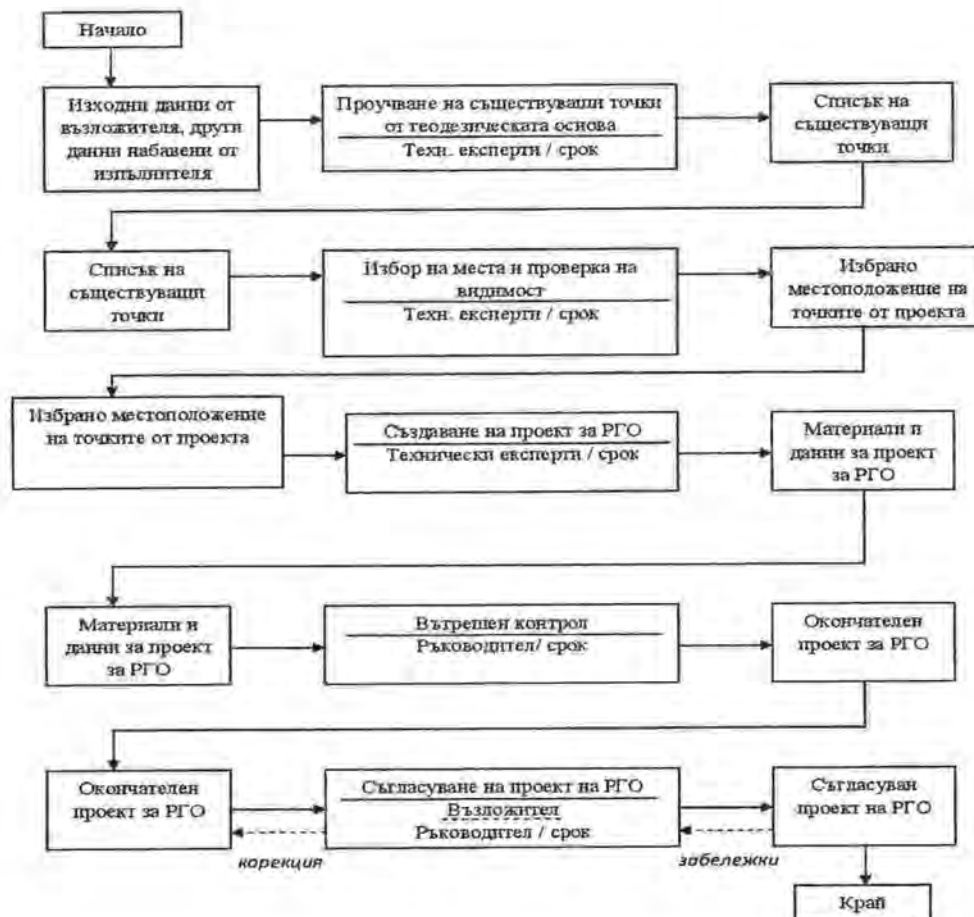 Начало
Изходни данни от
възложителя, други
данни набавени от
изпълнителя
Проучване на съществуващи точки
от геодезическата основа
Техн. експерти / срок
Списък на
съществуващи
точки
Списък на
съществуващи
точки
Избор на места и проверка на
видимост
Техн. експерти / срок
Избрано
местоположение на
точките от проекта
Избрано местоположение
на точките от проекта
Създаване на проект за РГО
Технически експерти / срок
Материали и
данни за проект
за РГО
Материали и
данни за проект
за РГО
Вътрешен контрол
Ръководител/ срок
Окончателен
проект за РГО
Окончателен
проект за РГО
Съгласуване на проект на РГО
Възложител
Ръководител / срок
Съгласуван
проект на РГО
корекция
забележки
Край